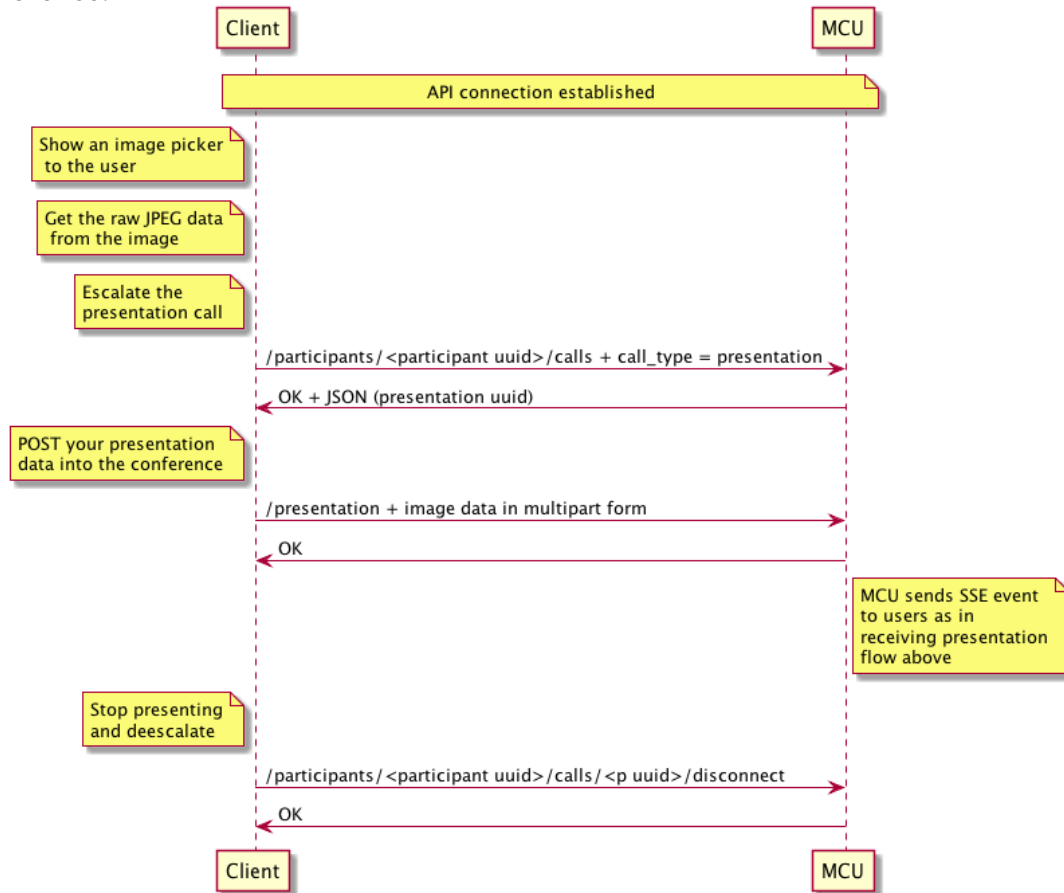 Client
MCU
API connection established
Show an image picker
to the user
Get the raw JPEG data
from the image
Escalate the
presentation call
/participants/<participant uuid>/calls + call_type = presentation
OK + JSON (presentation uuid)
POST your presentation
data into the conference
/presentation + image data in multipart form
OK
MCU sends SSE event
to users as in
receiving presentation
flow above
Stop presenting
and deescalate
/participants/<participant uuid>/calls/<p uuid>/disconnect
OK
Client
MCU